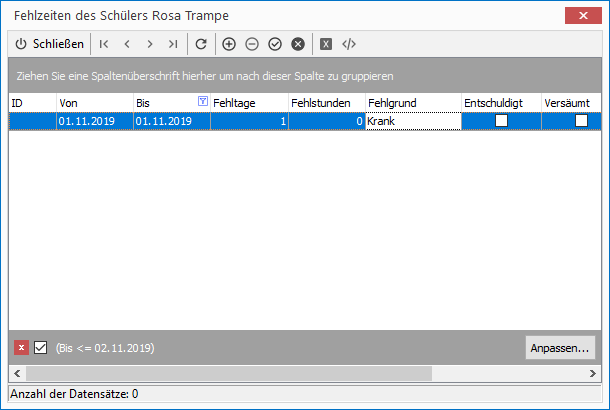 Fehlzeiten des Schülers Rosa Trampe
Schließen
Ziehen Sie eine Spaltenüberschrift hierher um nach dieser Spalte zu gruppieren
ID Von Bis Fehltage Fehlstunden Fehlgrund Entschuldigt Versäumt
01.11.2019 01.11.2019 1 0 Krank
(Bis <= 02.11.2019) Anpassen...
Anzahl der Datensätze: 0